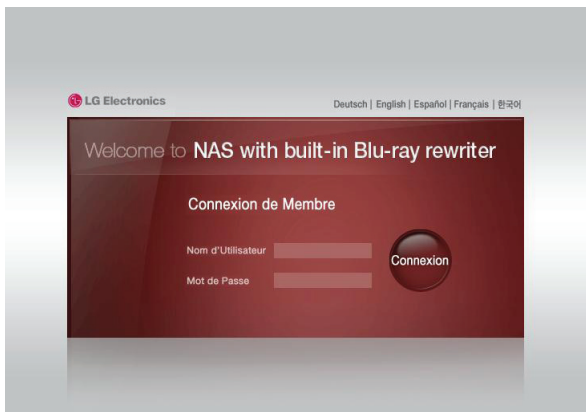 LG Electronics
Deutsch | English | Español | Français | 한국어
Welcome to NAS with built-in Blu-ray rewriter
Connexion de Membre
Nom d'Utilisateur
Connexion
Mot de Passe